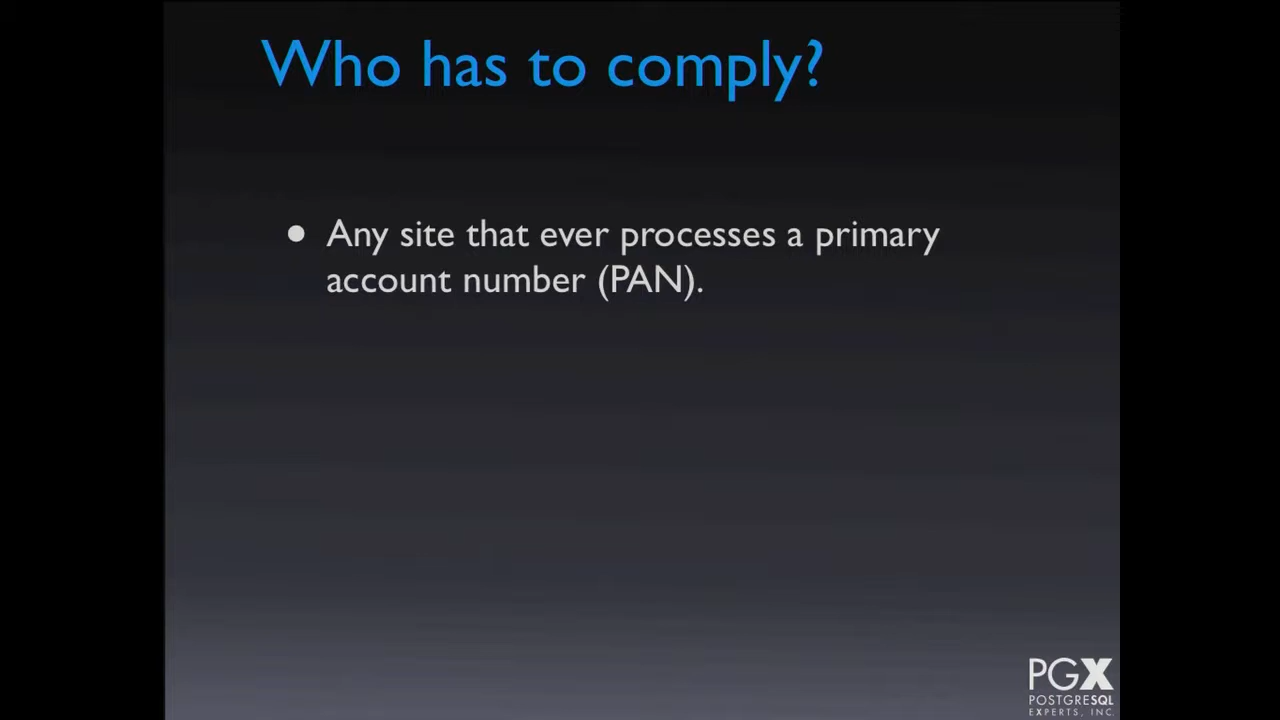 Who has to comply?
• Any site that ever processes a primary
account number (PAN).
PGX
POSTGRESQL
EXPERTS, INC.